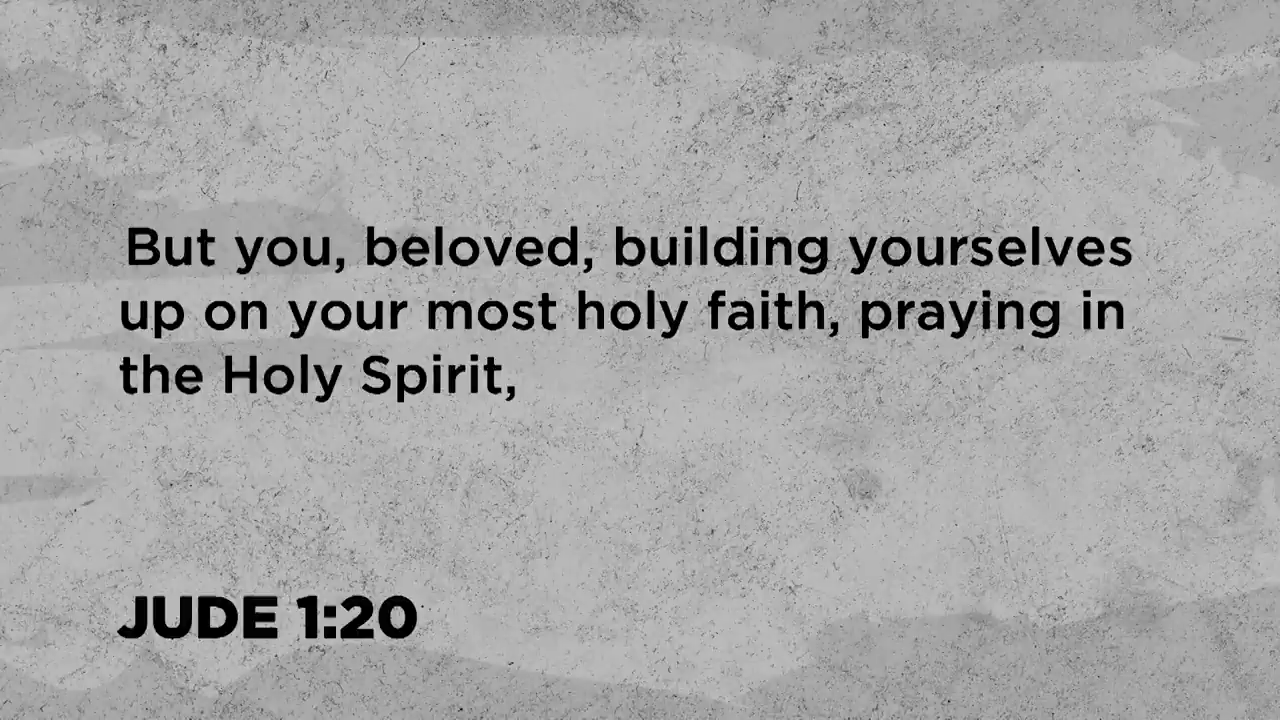 But you, beloved, building yourselves
up on your most holy faith, praying in
the Holy Spirit,
JUDE 1:20